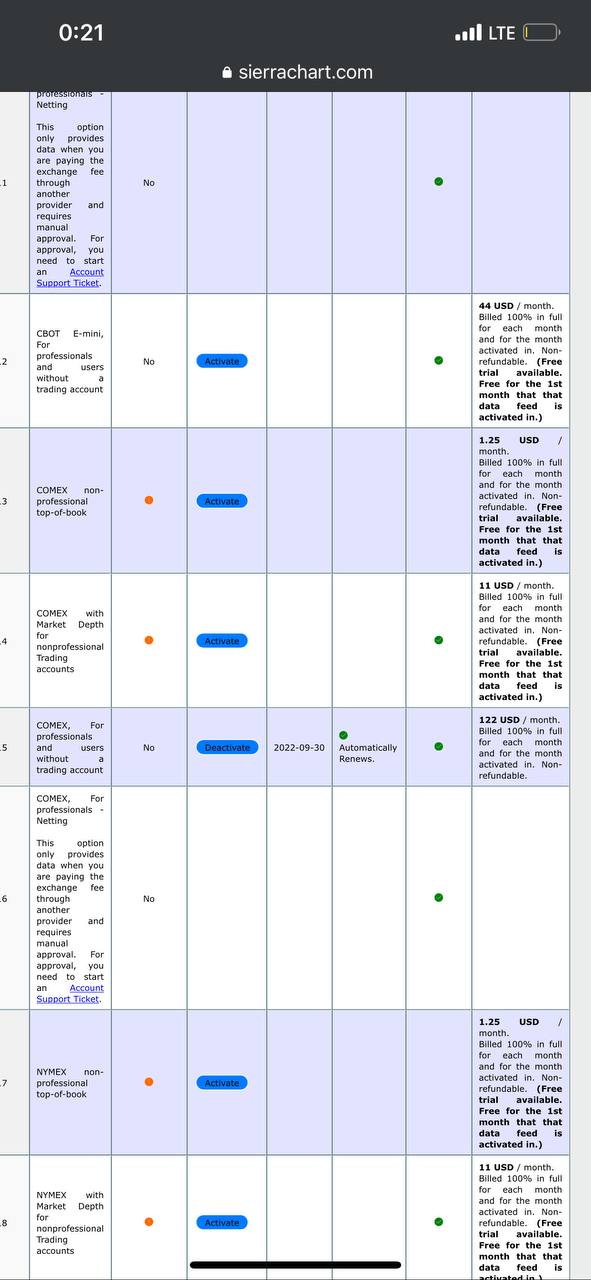 0:21
LTE
sierrachart.com
professionals -
Netting
This option
only provides
data when you
are paying the
exchange fee
through
another
provider and
requires
manual
approval. For
approval, you
need to start
an Account
Support Ticket.
.1
No
.2
CBOT E-mini,
For
professionals
and users
without a
trading account
No
Activate
44 USD / month.
Billed 100% in full
for each month
and for the month
activated in. Non-
refundable. (Free
trial available.
Free for the 1st
month that that
data feed is
activated in.)
.3
COMEX non-
professional
top-of-book
Activate
1.25 USD /
month.
Billed 100% in full
for each month
and for the month
activated in. Non-
refundable. (Free
trial available.
Free for the 1st
month that that
data feed is
activated in.)
.4
COMEX with
Market Depth
for
nonprofessional
Trading
accounts
Activate
11 USD / month.
Billed 100% in full
for each month
and for the month
activated in. Non-
refundable. (Free
trial available.
Free for the 1st
month that that
data feed is
activated in.)
.5
COMEX, For
professionals
and users
without a
trading account
No
Deactivate
2022-09-30
Automatically
Renews.
122 USD / month.
Billed 100% in full
for each month
and for the month
activated in. Non-
refundable.
.6
COMEX, For
professionals -
Netting
This option
only provides
data when you
are paying the
exchange fee
through
another
provider and
requires
manual
approval. For
approval, you
need to start
an Account
Support Ticket.
No
.7
NYMEX non-
professional
top-of-book
Activate
1.25 USD /
month.
Billed 100% in full
for each month
and for the month
activated in. Non-
refundable. (Free
trial available.
Free for the 1st
month that that
data feed is
activated in.)
.8
NYMEX with
Market Depth
for
nonprofessional
Trading
accounts
Activate
11 USD / month.
Billed 100% in full
for each month
and for the month
activated in. Non-
refundable. (Free
trial available.
Free for the 1st
month that that
data feed is
activated in.)